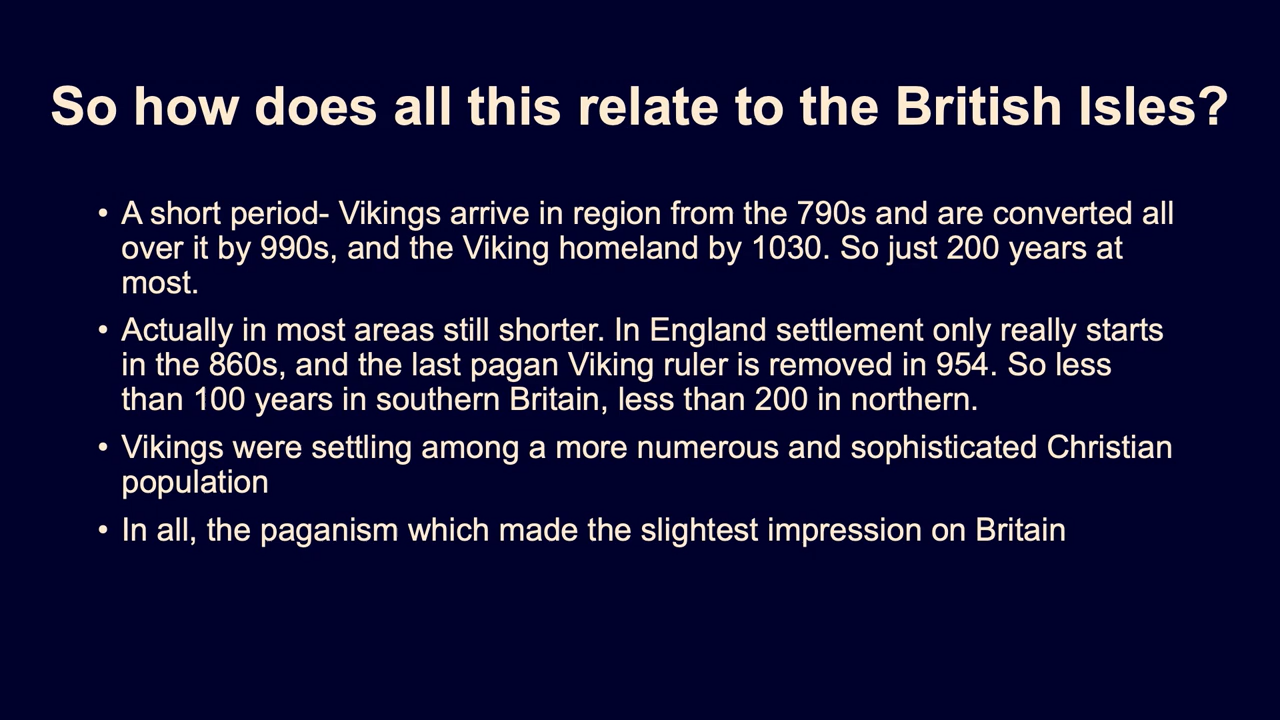 So how does all this relate to the British Isles?
• A short period- Vikings arrive in region from the 790s and are converted all
over it by 990s, and the Viking homeland by 1030. So just 200 years at
most.
• Actually in most areas still shorter. In England settlement only really starts
in the 860s, and the last pagan Viking ruler is removed in 954. So less
than 100 years in southern Britain, less than 200 in northern.
• Vikings were settling among a more numerous and sophisticated Christian
population
• In all, the paganism which made the slightest impression on Britain